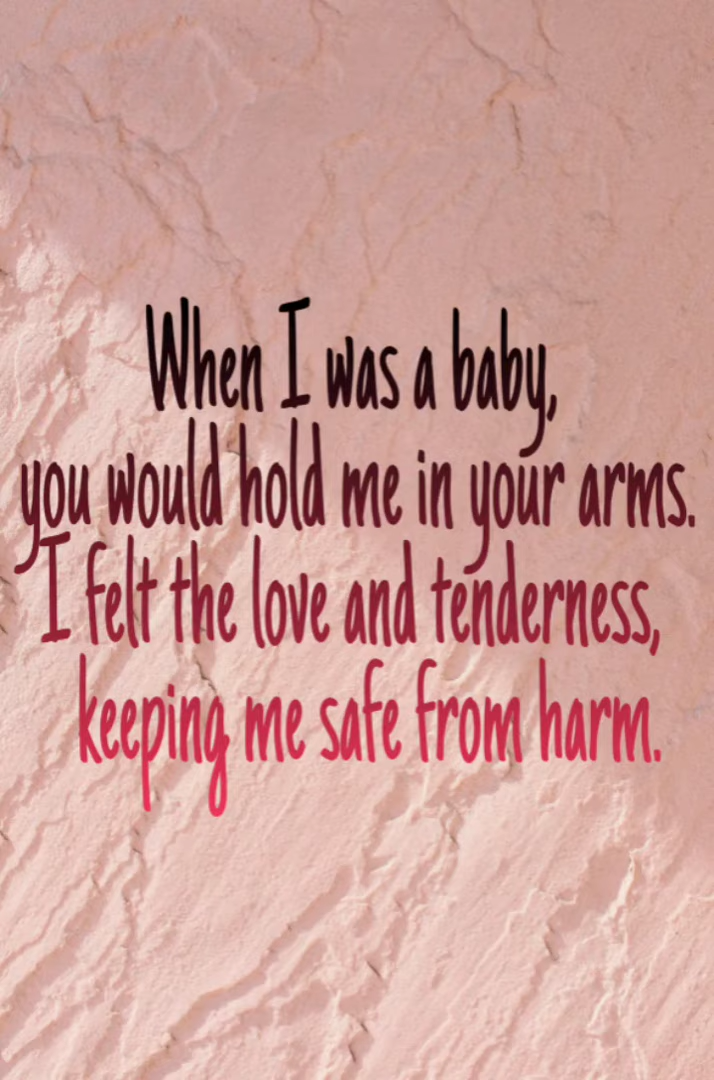 When I was a baby,
you would hold me in your arms.
I felt the love and tenderness,
keeping me safe from harm.